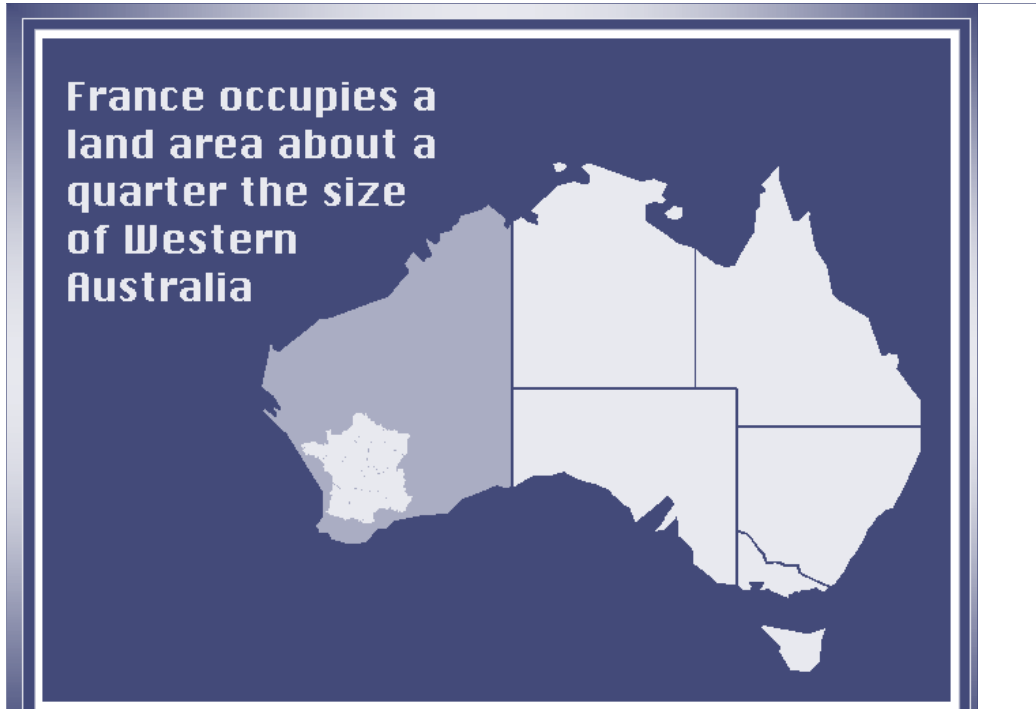 France occupies a
land area about a
quarter the size
of Western
Australia